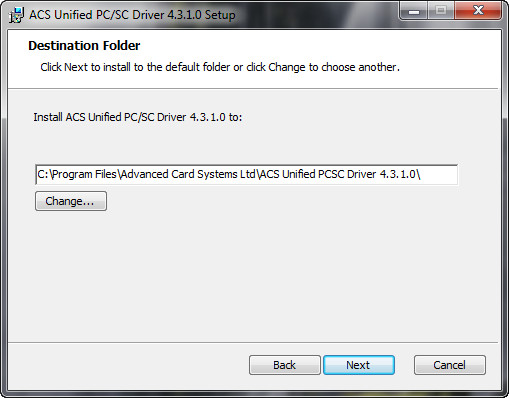 ACS Unified PC/SC Driver 4.3.1.0 Setup
Destination Folder
Click Next to install to the default folder or click Change to choose another.
Install ACS Unified PC/SC Driver 4.3.1.0 to:
C:\Program Files\Advanced Card Systems Ltd\ACS Unified PCSC Driver 4.3.1.0\
Change...
Back Next Cancel